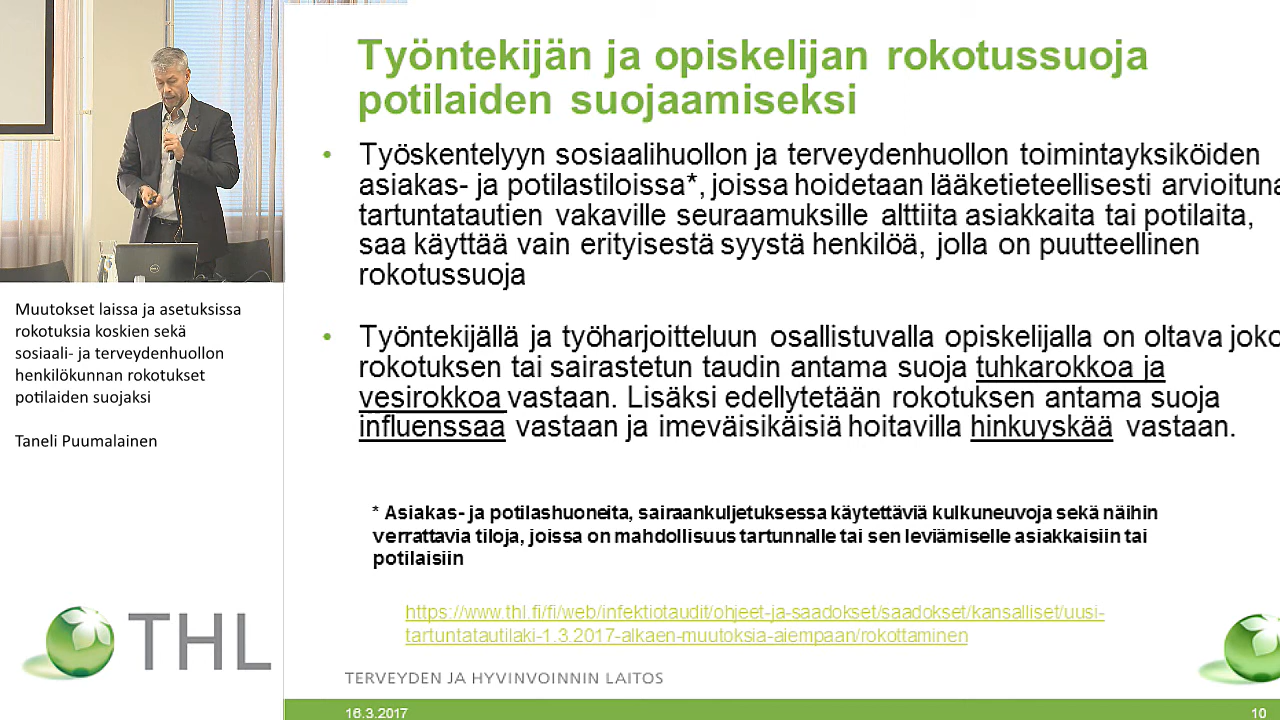 Työntekijän ja opiskelijan rokotussuoja
potilaiden suojaamiseksi
• Työskentelyyn sosiaalihuollon ja terveydenhuollon toimintayksiköiden
asiakas- ja potilastiloissa*, joissa hoidetaan lääketieteellisesti arvioituna
tartuntatautien vakaville seuraamuksille alttiita asiakkaita tai potilaita,
saa käyttää vain erityisestä syystä henkilöä, jolla on puutteellinen
rokotussuoja
• Työntekijällä ja työharjoitteluun osallistuvalla opiskelijalla on oltava joko
rokotuksen tai sairastetun taudin antama suoja tuhkarokkoa ja
vesirokkoa vastaan. Lisäksi edellytetään rokotuksen antama suoja
influenssaa vastaan ja imeväisikäisiä hoitavilla hinkuyskää vastaan.
* Asiakas- ja potilashuoneita, sairaankuljetuksessa käytettäviä kulkuneuvoja sekä näihin
verrattavia tiloja, joissa on mahdollisuus tartunnalle tai sen leviämiselle asiakkaisiin tai
potilaisiin
https://www.thl.fi/fi/web/infektiotaudit/ohjeet-ja-saadokset/saadokset/kansalliset/uusi-
tartuntatautilaki-1.3.2017-alkaen-muutoksia-aiempaan/rokottaminen
TERVEYDEN JA HYVINVOINNIN LAITOS
16.3.2017
10
Muutokset laissa ja asetuksissa
rokotuksia koskien sekä
sosiaali- ja terveydenhuollon
henkilökunnan rokotukset
potilaiden suojaksi
Taneli Puumalainen
THL
DELL